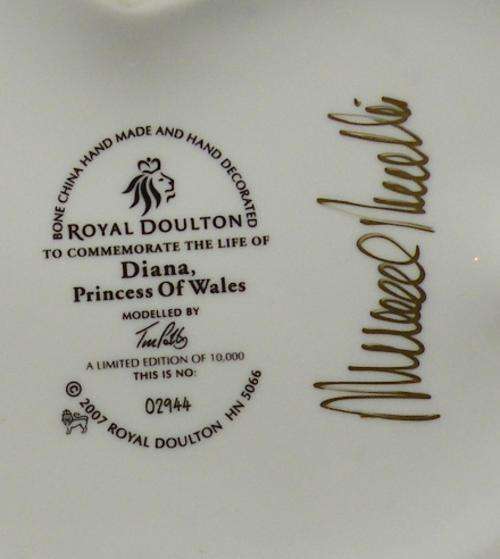 BONE CHINA HAND MADE AND HAND DECORATED
ROYAL DOULTON
TO COMMEMORATE THE LIFE OF
Diana,
Princess Of Wales
MODELLED BY
A LIMITED EDITION OF 10,000
THIS IS NO:
02944
© 2007 ROYAL DOULTON HN 5066